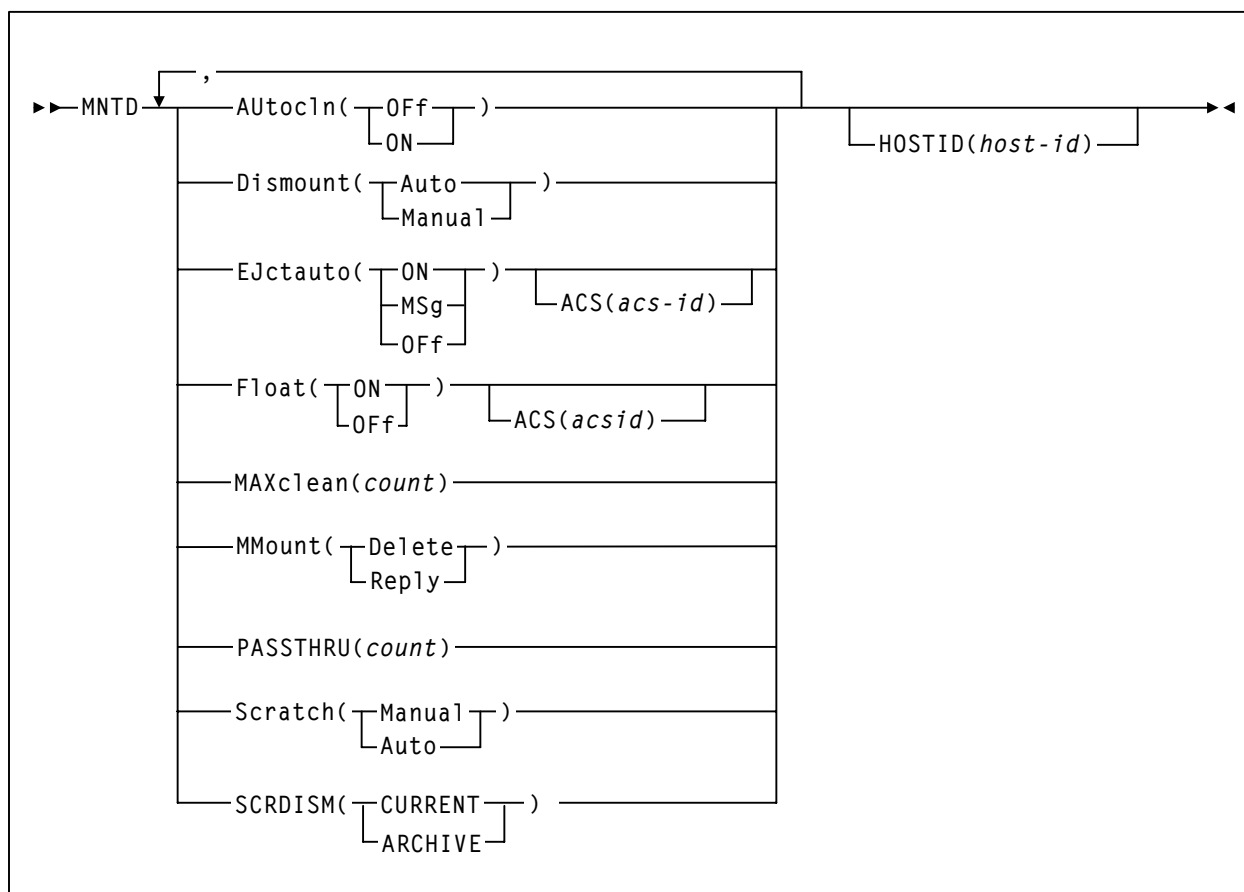 ,
MNTD AUtocln( OFf )
ON
HOSTID(host-id)
Dismount( Auto )
Manual
EJctauto( ON )
MSg
ACS(acs-id)
OFf
Float( ON )
OFf
ACS(acsid)
MAXclean(count)
MMount( Delete )
Reply
PASSTHRU(count)
Scratch( Manual )
Auto
SCRDISM( CURRENT )
ARCHIVE